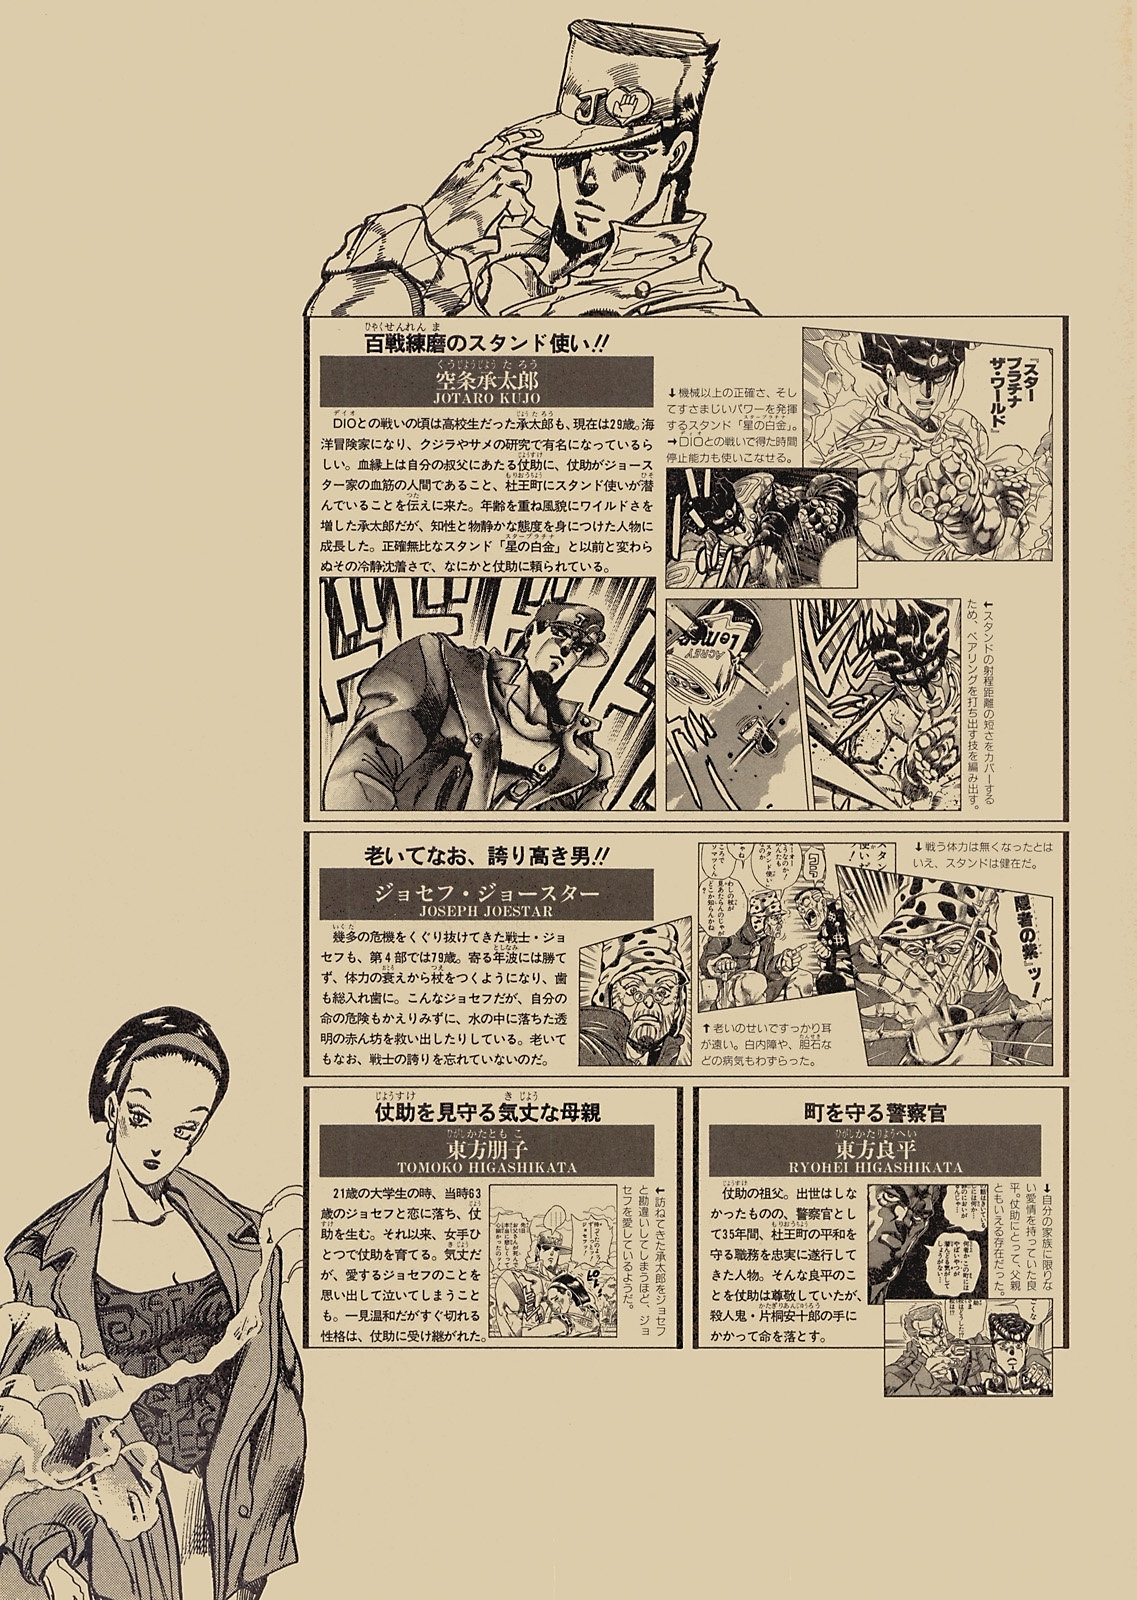 百戦練磨のスタンド使い!!
空条承太郎
JOTARO KUJO
DIOとの戦いの頃は高校生だった承太郎も、現在は29歳。海
洋冒険家になり、クジラやサメの研究で有名になっているら
しい。血縁上は自分の叔父にあたる仗助に、仗助がジョース
ター家の血筋の人間であること、杜王町にスタンド使いが潜
んでいることを伝えに来た。年齢を重ね風貌にワイルドさを
増した承太郎だが、知性と物静かな態度を身につけた人物に
成長した。正確無比なスタンド「星の白金」と以前と変わら
ぬその冷静沈着さで、なにかと仗助に頼られている。
↓機械以上の正確さ、そし
てすさまじいパワーを発揮
するスタンド「星の白金」。
→DIOとの戦いで得た時間
停止能力も使いこなせる。
『スター
プラチナ
ザ・ワールド』
←スタンドの射程距離の短さをカバーする
ため、ベアリングを打ち出す技を編み出す。
老いてなお、誇り高き男!!
ジョセフ・ジョースター
JOSEPH JOESTAR
幾多の危機をくぐり抜けてきた戦士・ジョ
セフも、第4部では79歳。寄る年波には勝て
ず、体力の衰えから杖をつくようになり、歯
も総入れ歯に。こんなジョセフだが、自分の
命の危険もかえりみずに、水の中に落ちた透
明の赤ん坊を救い出したりしている。老いて
もなお、戦士の誇りを忘れていないのだ。
↓戦う体力は無くなったとは
いえ、スタンドは健在だ。
隠者の紫』ッ!
↑老いのせいですっかり耳
が遠い。白内障や、胆石な
どの病気もわずらった。
仗助を見守る気丈な母親
東方朋子
TOMOKO HIGASHIKATA
21歳の大学生の時、当時63
歳のジョセフと恋に落ち、仗
助を生む。それ以来、女手ひ
とつで仗助を育てる。気丈だ
が、愛するジョセフのことを
思い出して泣いてしまうこと
も。一見温和だがすぐ切れる
性格は、仗助に受け継がれた。
←訪ねてきた承太郎をジョセフ
と勘違いしてしまうほど、ジョ
セフを愛しているようだ。
町を守る警察官
東方良平
RYOHEI HIGASHIKATA
仗助の祖父。出世はしな
かったものの、警察官とし
て35年間、杜王町の平和を
守る職務を忠実に遂行して
きた人物。そんな良平のこ
とを仗助は尊敬していたが、
殺人鬼・片桐安十郎の手に
かかって命を落とす。
↓自分の家族に限りな
い愛情を持っていた良
平。仗助にとって、父親
ともいえる存在だった。